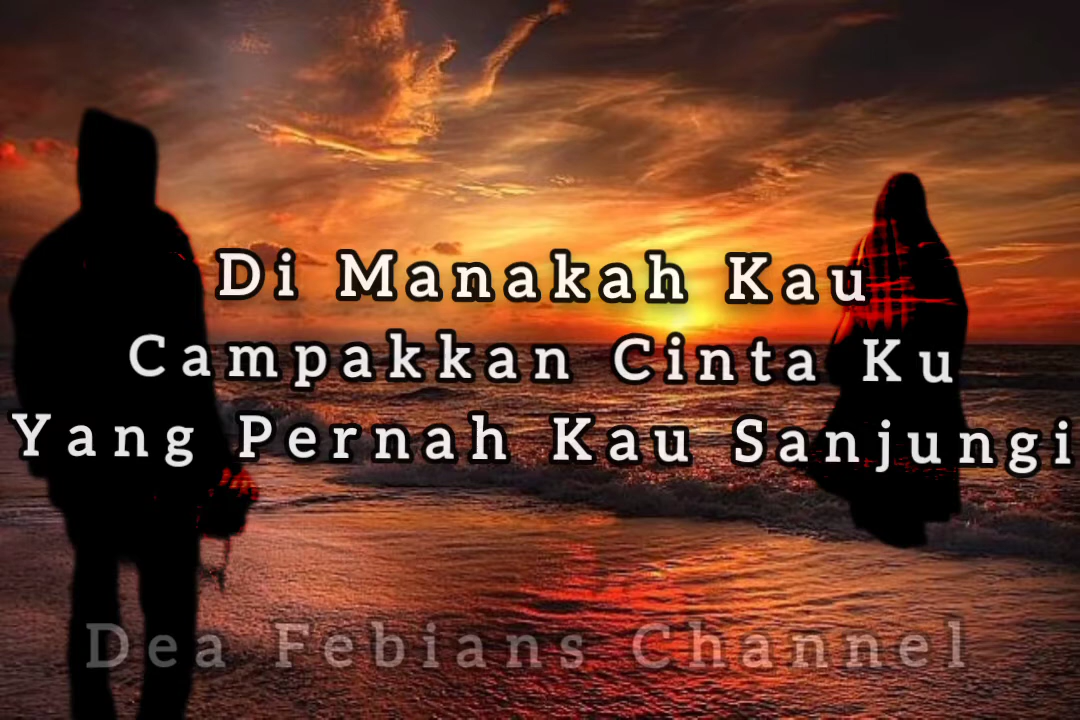 Di Manakah Kau
Campakkan Cinta Ku
Yang Pernah Kau Sanjungi
Dea Febians Channel